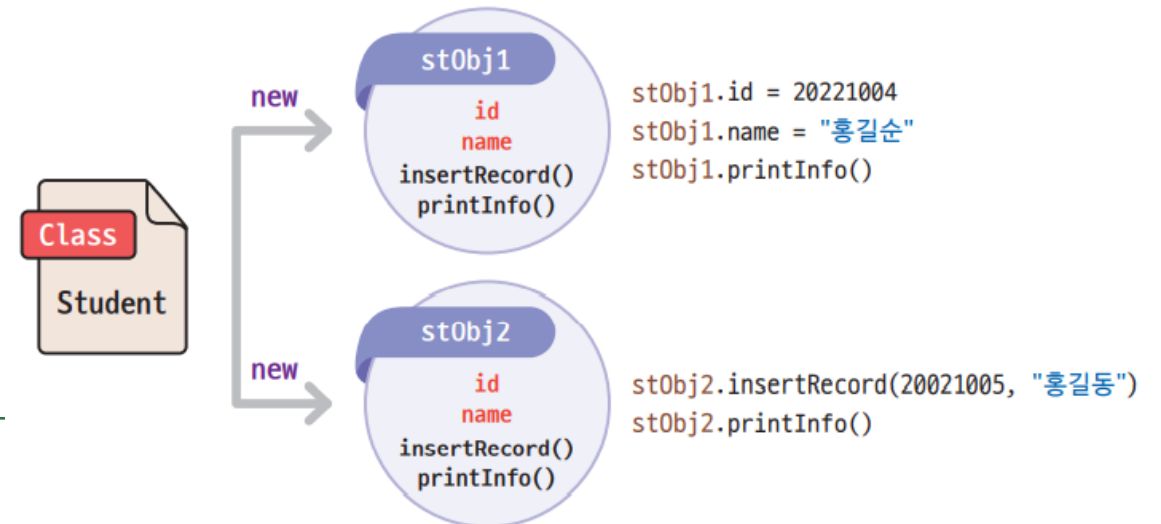 Class
Student
new
stObj1
id
name
insertRecord()
printInfo()
stObj1.id = 20221004
stObj1.name = "홍길순"
stObj1.printInfo()
new
stObj2
id
name
insertRecord()
printInfo()
stObj2.insertRecord(20021005, "홍길동")
stObj2.printInfo()